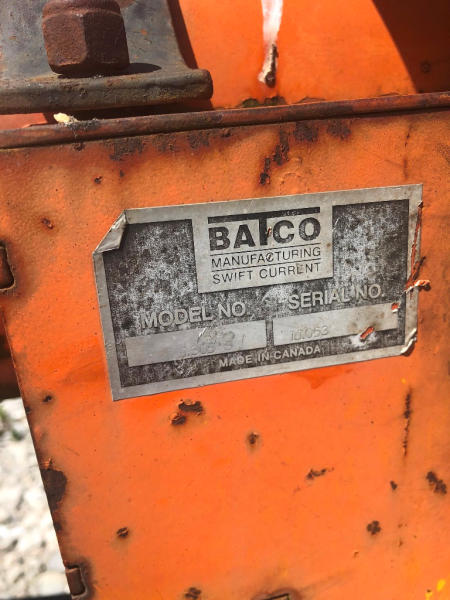 BATCO
MANUFACTURING
SWIFT CURRENT
MODEL NO. SERIAL NO.
MADE IN CANADA